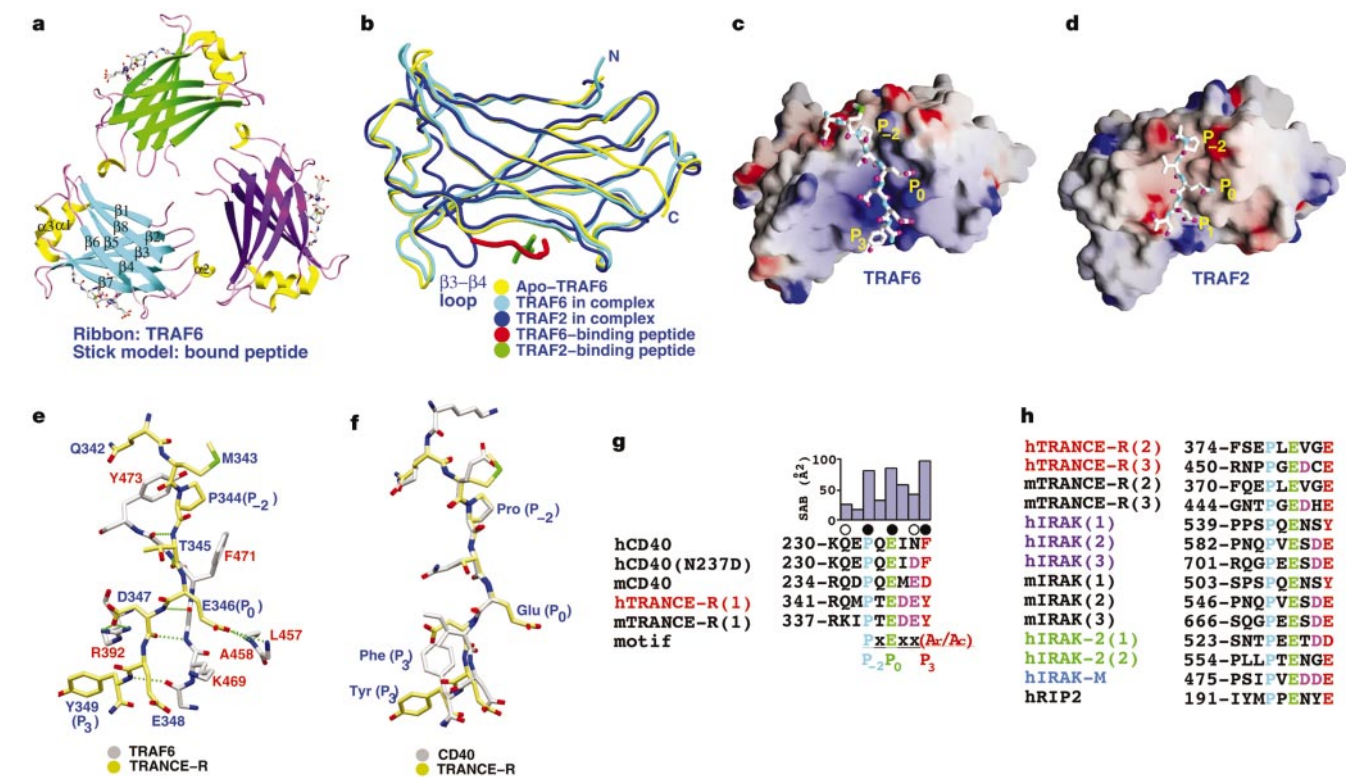 a
β1
β8
α3 α1
β6 β5
β2
β3
β4
α2
β7
Ribbon: TRAF6
Stick model: bound peptide
b
N
C
β3–β4
loop
Apo–TRAF6
TRAF6 in complex
TRAF2 in complex
TRAF6–binding peptide
TRAF2–binding peptide
c
P–2
P0
P3
TRAF6
d
P–2
P0
P1
TRAF2
e
Q342
M343
Y473
P344(P–2)
T345
F471
D347
E346(P0)
L457
R392
A458
K469
Y349
(P3)
E348
TRAF6
TRANCE–R
f
Pro (P–2)
Glu (P0)
Phe (P3)
Tyr (P3)
CD40
TRANCE–R
g
SAB (Å2)
100
50
0
hCD40 230–KQEPQEINF
hCD40(N237D) 230–KQEPQEIDF
mCD40 234–RQDPQEMED
hTRANCE–R(1) 341–RQMPTEDEY
mTRANCE–R(1) 337–RKIPTEDEY
motif PxExx(Ar/Ac)
P–2 P0 P3
h
hTRANCE–R(2) 374–FSEPLEVGE
hTRANCE–R(3) 450–RNPPGEDCE
mTRANCE–R(2) 370–FQEPLEVGE
mTRANCE–R(3) 444–GNTPGEDHE
hIRAK(1) 539–PPSPQENSY
hIRAK(2) 582–PNQPVESDE
hIRAK(3) 701–RQGPEESDE
mIRAK(1) 503–SPSPQENSY
mIRAK(2) 546–PNQPVESDE
mIRAK(3) 666–SQGPEESDE
hIRAK–2(1) 523–SNTPEETDD
hIRAK–2(2) 554–PLLPTENGE
hIRAK–M 475–PSIPVEDDE
hRIP2 191–IYMPPENYE